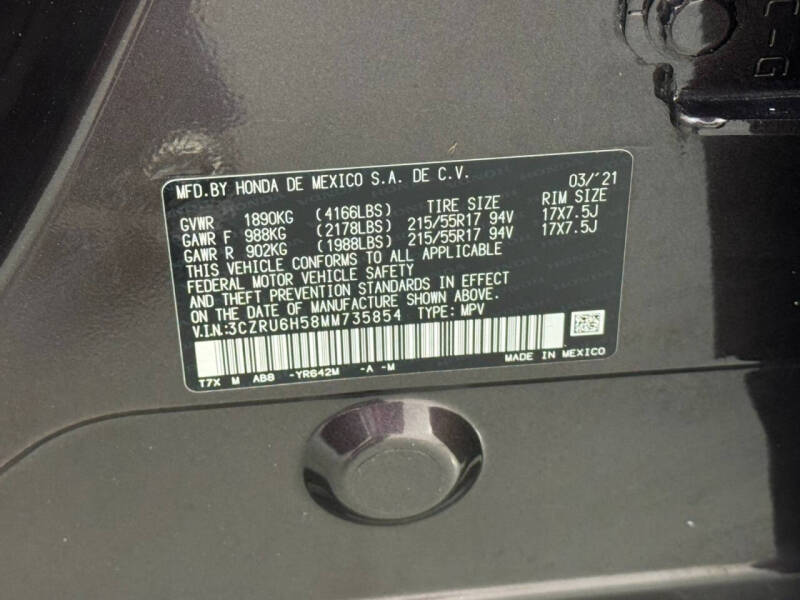 L-G
MFD.BY HONDA DE MEXICO S.A. DE C.V. 03/'21
TIRE SIZE RIM SIZE
GVWR 1890KG (4166LBS)
GAWR F 988KG (2178LBS) 215/55R17 94V 17X7.5J
GAWR R 902KG (1988LBS) 215/55R17 94V 17X7.5J
THIS VEHICLE CONFORMS TO ALL APPLICABLE
FEDERAL MOTOR VEHICLE SAFETY
AND THEFT PREVENTION STANDARDS IN EFFECT
ON THE DATE OF MANUFACTURE SHOWN ABOVE.
V.I.N.:3CZRU6H58MM735854 TYPE: MPV
MADE IN MEXICO
T7X M AB8 -YR642M -A -M